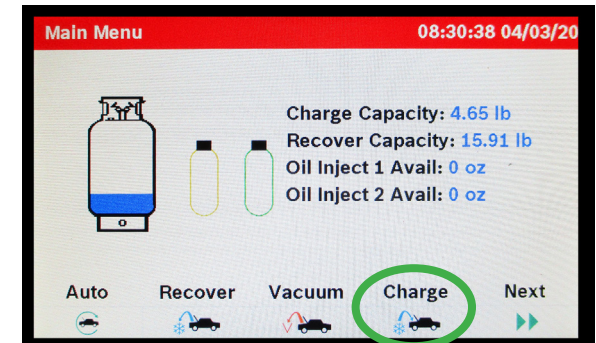 Main Menu 08:30:38 04/03/20
Charge Capacity: 4.65 lb
Recover Capacity: 15.91 lb
Oil Inject 1 Avail: 0 oz
Oil Inject 2 Avail: 0 oz
Auto Recover Vacuum Charge Next